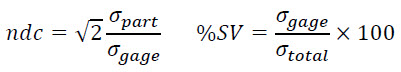 ndc = √2 σ_part / σ_gage    %SV = σ_gage / σ_total × 100